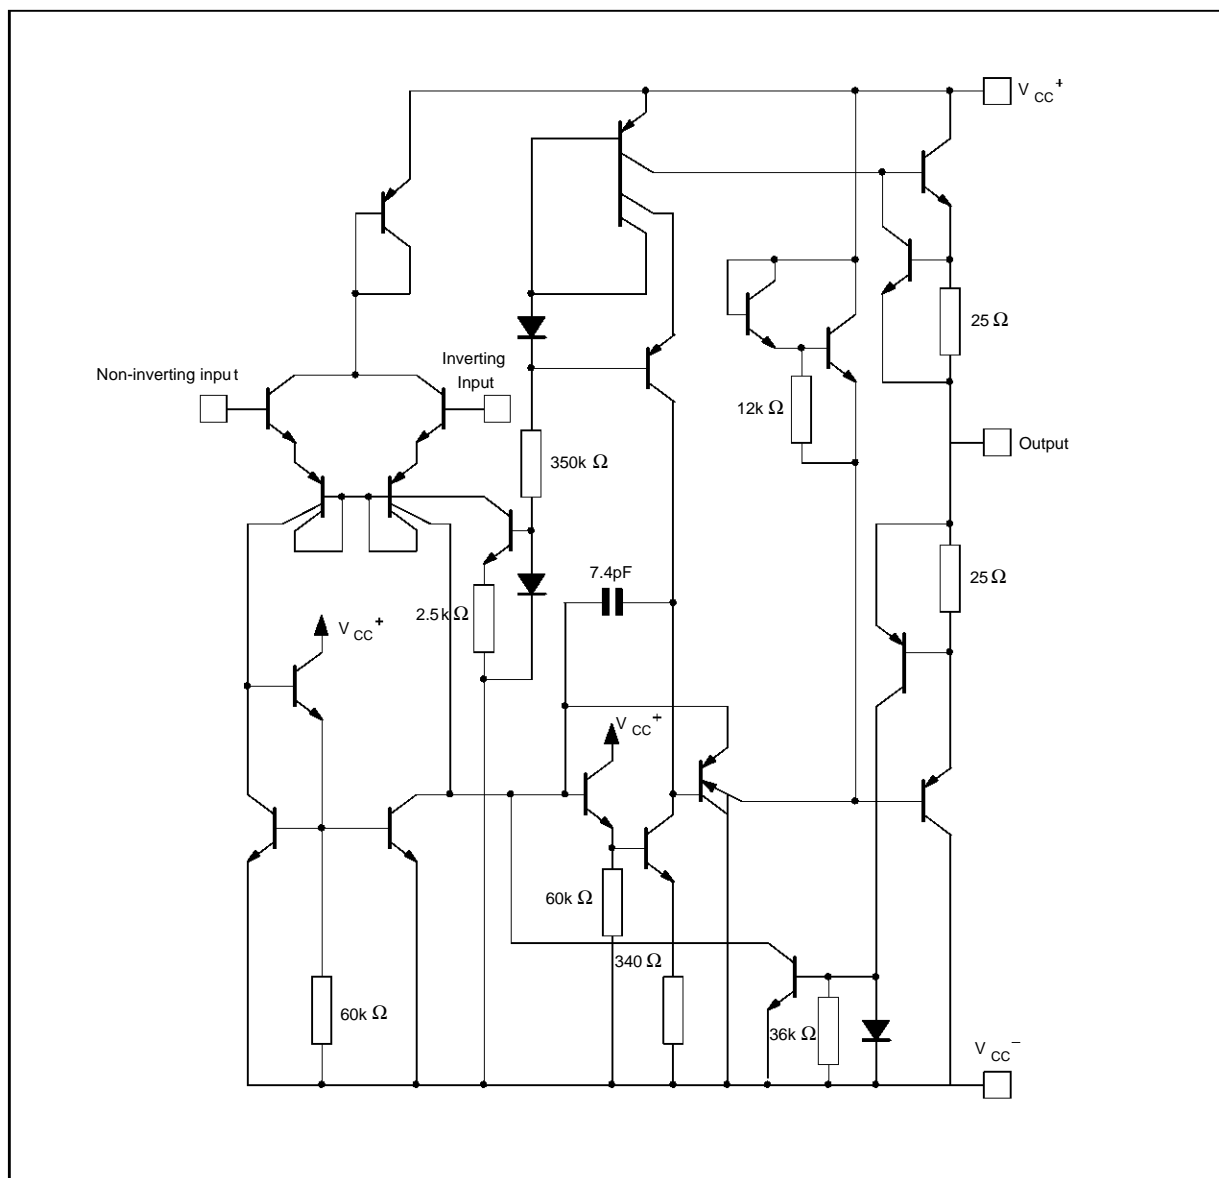 V CC +
25 Ω
Inverting
Input
Non-inverting input
12k Ω
Output
350k Ω
7.4pF
25 Ω
2.5k Ω
V CC +
V CC +
60k Ω
340 Ω
60k Ω
36k Ω
V CC −